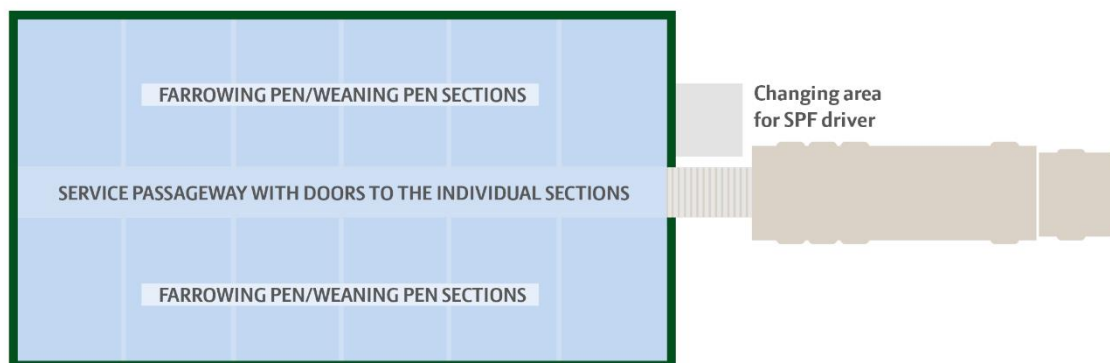 FARROWING PEN/WEANING PEN SECTIONS
Changing area
for SPF driver
SERVICE PASSAGEWAY WITH DOORS TO THE INDIVIDUAL SECTIONS
FARROWING PEN/WEANING PEN SECTIONS